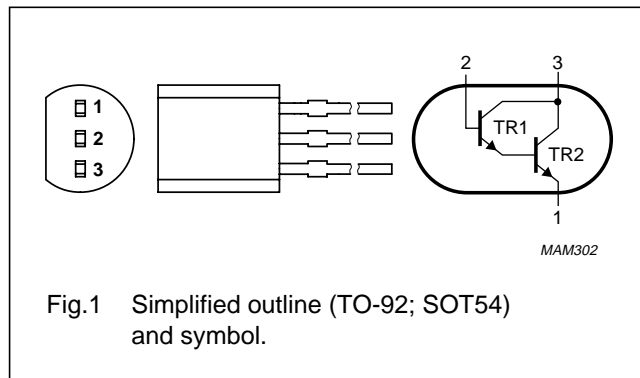 1
2
3
2 3
TR1
TR2
1
MAM302
Fig.1 Simplified outline (TO-92; SOT54)
and symbol.